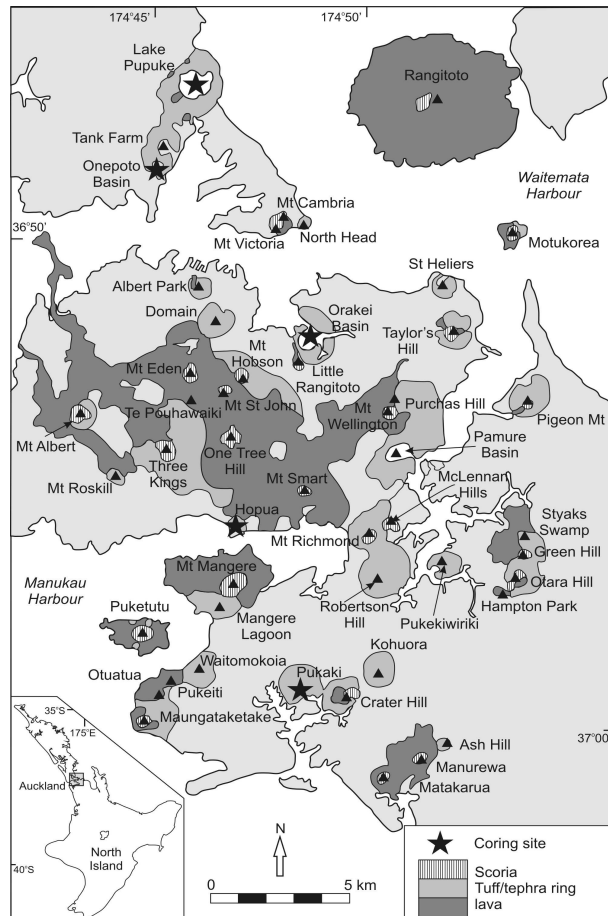 174°45'
174°50'
Lake
Pupuke
Rangitoto
Tank Farm
Onepoto
Basin
Waitemata
Harbour
Mt Cambria
36°50'
Mt Victoria
North Head
Motukorea
St Heliers
Albert Park
Orakei
Basin
Domain
Taylor's
Hill
Mt
Hobson
Mt Eden
Little
Rangitoto
Te Pouhawaiki
Mt St John
Mt
Wellington
Purchas Hill
Pigeon Mt
Mt Albert
One Tree
Hill
Pamure
Basin
Three
Kings
McLennan
Hills
Mt Roskill
Mt Smart
Styaks
Swamp
Hopua
Mt Richmond
Green Hill
Mt Mangere
Otara Hill
Manukau
Harbour
Robertson
Hill
Pukekiwiriki
Hampton Park
Puketutu
Mangere
Lagoon
Kohuora
Waitomokoia
Otuatua
Pukaki
Pukeiti
Crater Hill
Maungataketake
35°S
175°E
37°00'
Ash Hill
Manurewa
Auckland
Matakarua
N
Coring site
North
Island
Scoria
40°S
Tuff/tephra ring
0 5 km
lava